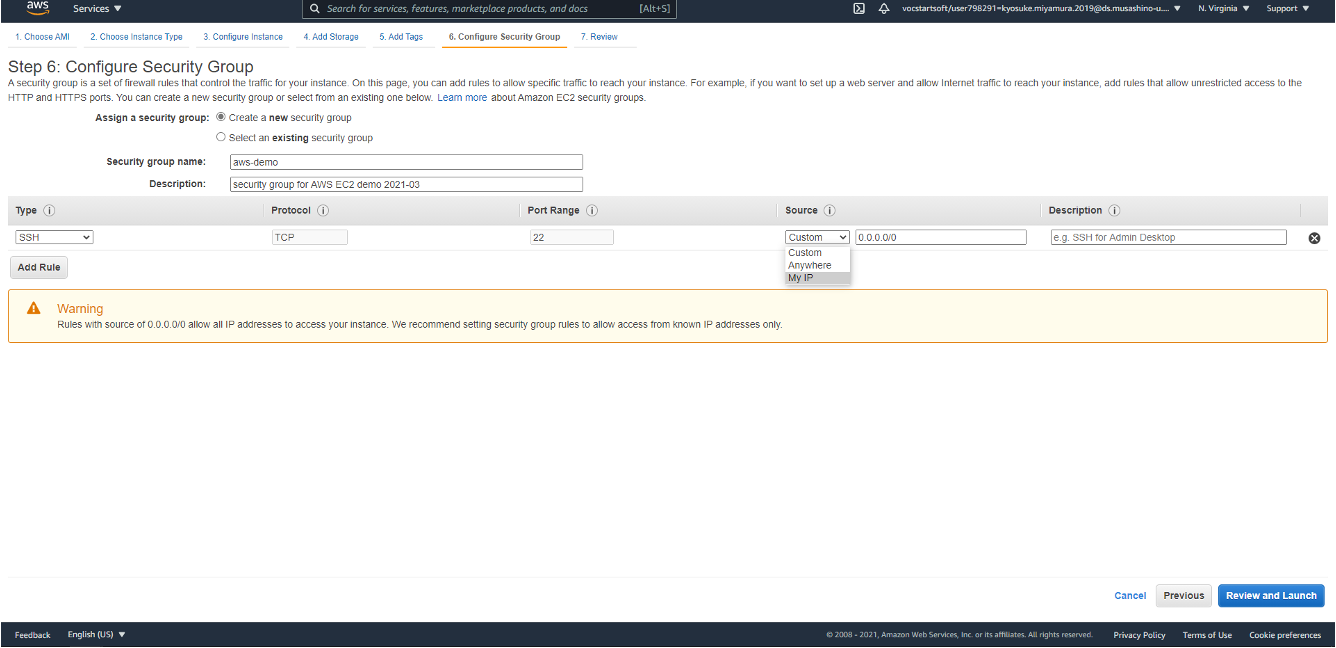 aws Services Search for services, features, marketplace products, and docs [Alt+S] vocstartsoft/user798291=kyosuke.miyamura.2019@ds.musashino-u.... N. Virginia Support
1. Choose AMI 2. Choose Instance Type 3. Configure Instance 4. Add Storage 5. Add Tags 6. Configure Security Group 7. Review
Step 6: Configure Security Group
A security group is a set of firewall rules that control the traffic for your instance. On this page, you can add rules to allow specific traffic to reach your instance. For example, if you want to set up a web server and allow Internet traffic to reach your instance, add rules that allow unrestricted access to the
HTTP and HTTPS ports. You can create a new security group or select from an existing one below. Learn more about Amazon EC2 security groups.
Assign a security group: Create a new security group
Select an existing security group
Security group name: aws-demo
Description: security group for AWS EC2 demo 2021-03
Type i Protocol i Port Range i Source i Description i
SSH TCP 22 Custom 0.0.0.0/0 e.g. SSH for Admin Desktop
Custom
Anywhere
My IP
Add Rule
Warning
Rules with source of 0.0.0.0/0 allow all IP addresses to access your instance. We recommend setting security group rules to allow access from known IP addresses only.
Cancel Previous Review and Launch
Feedback English (US) © 2008 - 2021, Amazon Web Services, Inc. or its affiliates. All rights reserved. Privacy Policy Terms of Use Cookie preferences